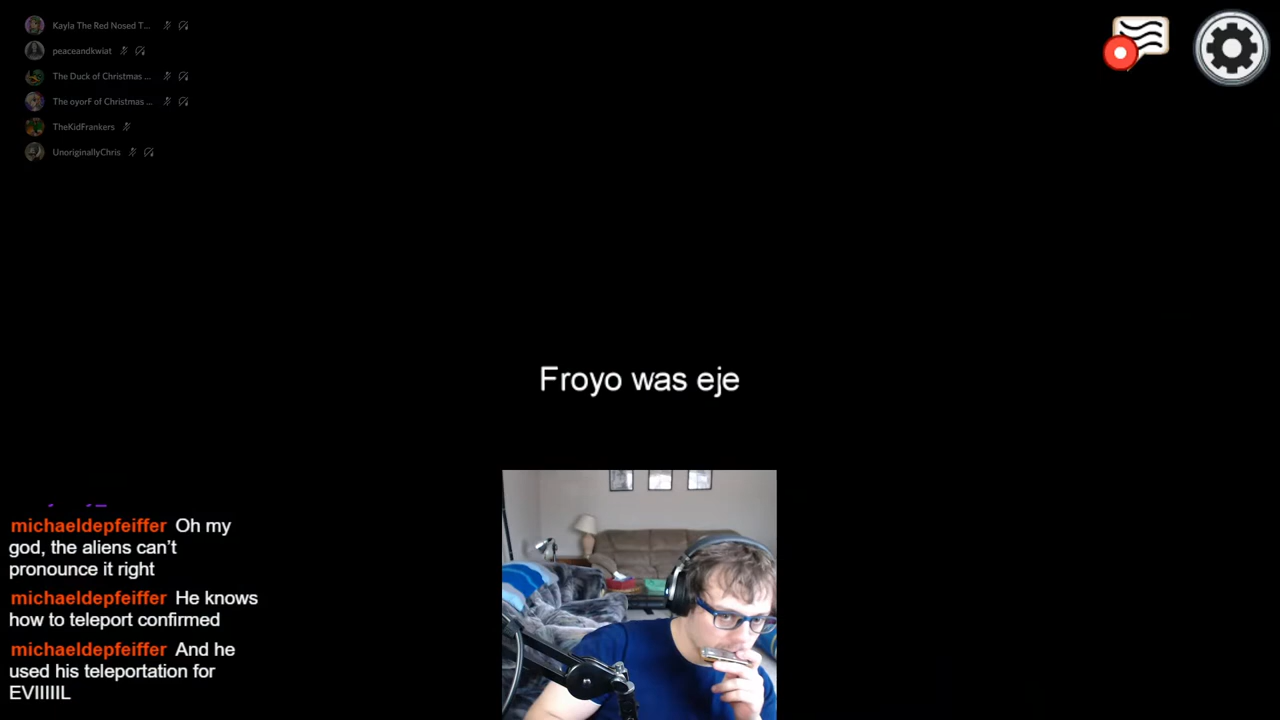 Kayla The Red Nosed T...
peaceandkwiat
The Duck of Christmas ...
The oyorF of Christmas ...
TheKidFrankers
UnoriginallyChris
Froyo was eje
michaeldepfeiffer Oh my
god, the aliens can't
pronounce it right
michaeldepfeiffer He knows
how to teleport confirmed
michaeldepfeiffer And he
used his teleportation for
EVIIIIIL